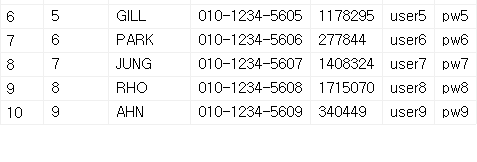 6 5 GILL 010-1234-5605 1178295 user5 pw5
7 6 PARK 010-1234-5606 277844 user6 pw6
8 7 JUNG 010-1234-5607 1408324 user7 pw7
9 8 RHO 010-1234-5608 1715070 user8 pw8
10 9 AHN 010-1234-5609 340449 user9 pw9